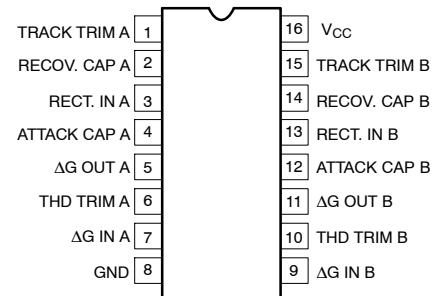 TRACK TRIM A 1
RECOV. CAP A 2
RECT. IN A 3
ATTACK CAP A 4
ΔG OUT A 5
THD TRIM A 6
ΔG IN A 7
GND 8
16 VCC
15 TRACK TRIM B
14 RECOV. CAP B
13 RECT. IN B
12 ATTACK CAP B
11 ΔG OUT B
10 THD TRIM B
9 ΔG IN B